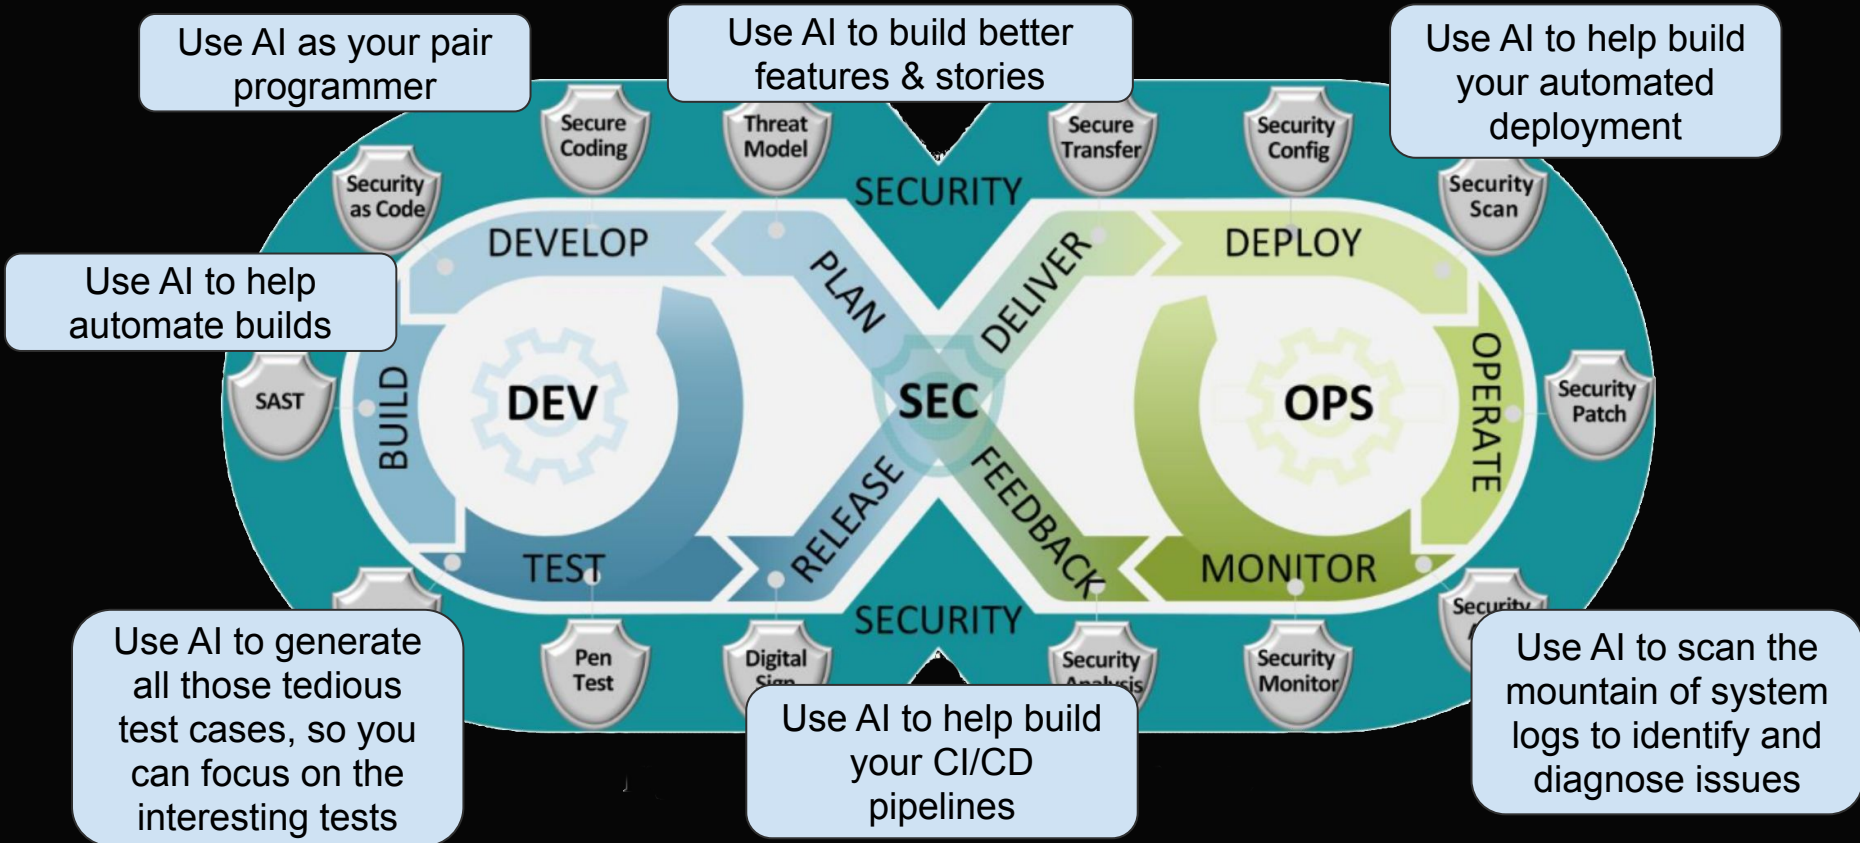 Use AI as your pair
programmer
Use AI to build better
features & stories
Use AI to help build
your automated
deployment
Secure
Coding
Threat
Model
Secure
Transfer
Security
Config
Security
as Code
Security
Scan
SECURITY
DEVELOP
PLAN
DELIVER
DEPLOY
Use AI to help
automate builds
SAST
BUILD
DEV
SEC
OPS
OPERATE
Security
Patch
TEST
RELEASE
FEEDBACK
MONITOR
SECURITY
Pen
Test
Digital
Sign
Security
Analysis
Security
Monitor
Security
Use AI to generate
all those tedious
test cases, so you
can focus on the
interesting tests
Use AI to help build
your CI/CD
pipelines
Use AI to scan the
mountain of system
logs to identify and
diagnose issues